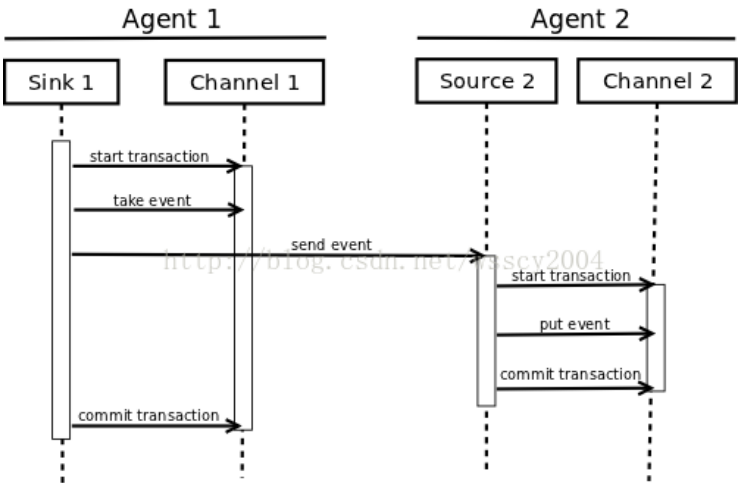 Agent 1
Agent 2
Sink 1
Channel 1
Source 2
Channel 2
start transaction
take event
send event
http://blog.csdn.net/
start transaction
put event
commit transaction
commit transaction